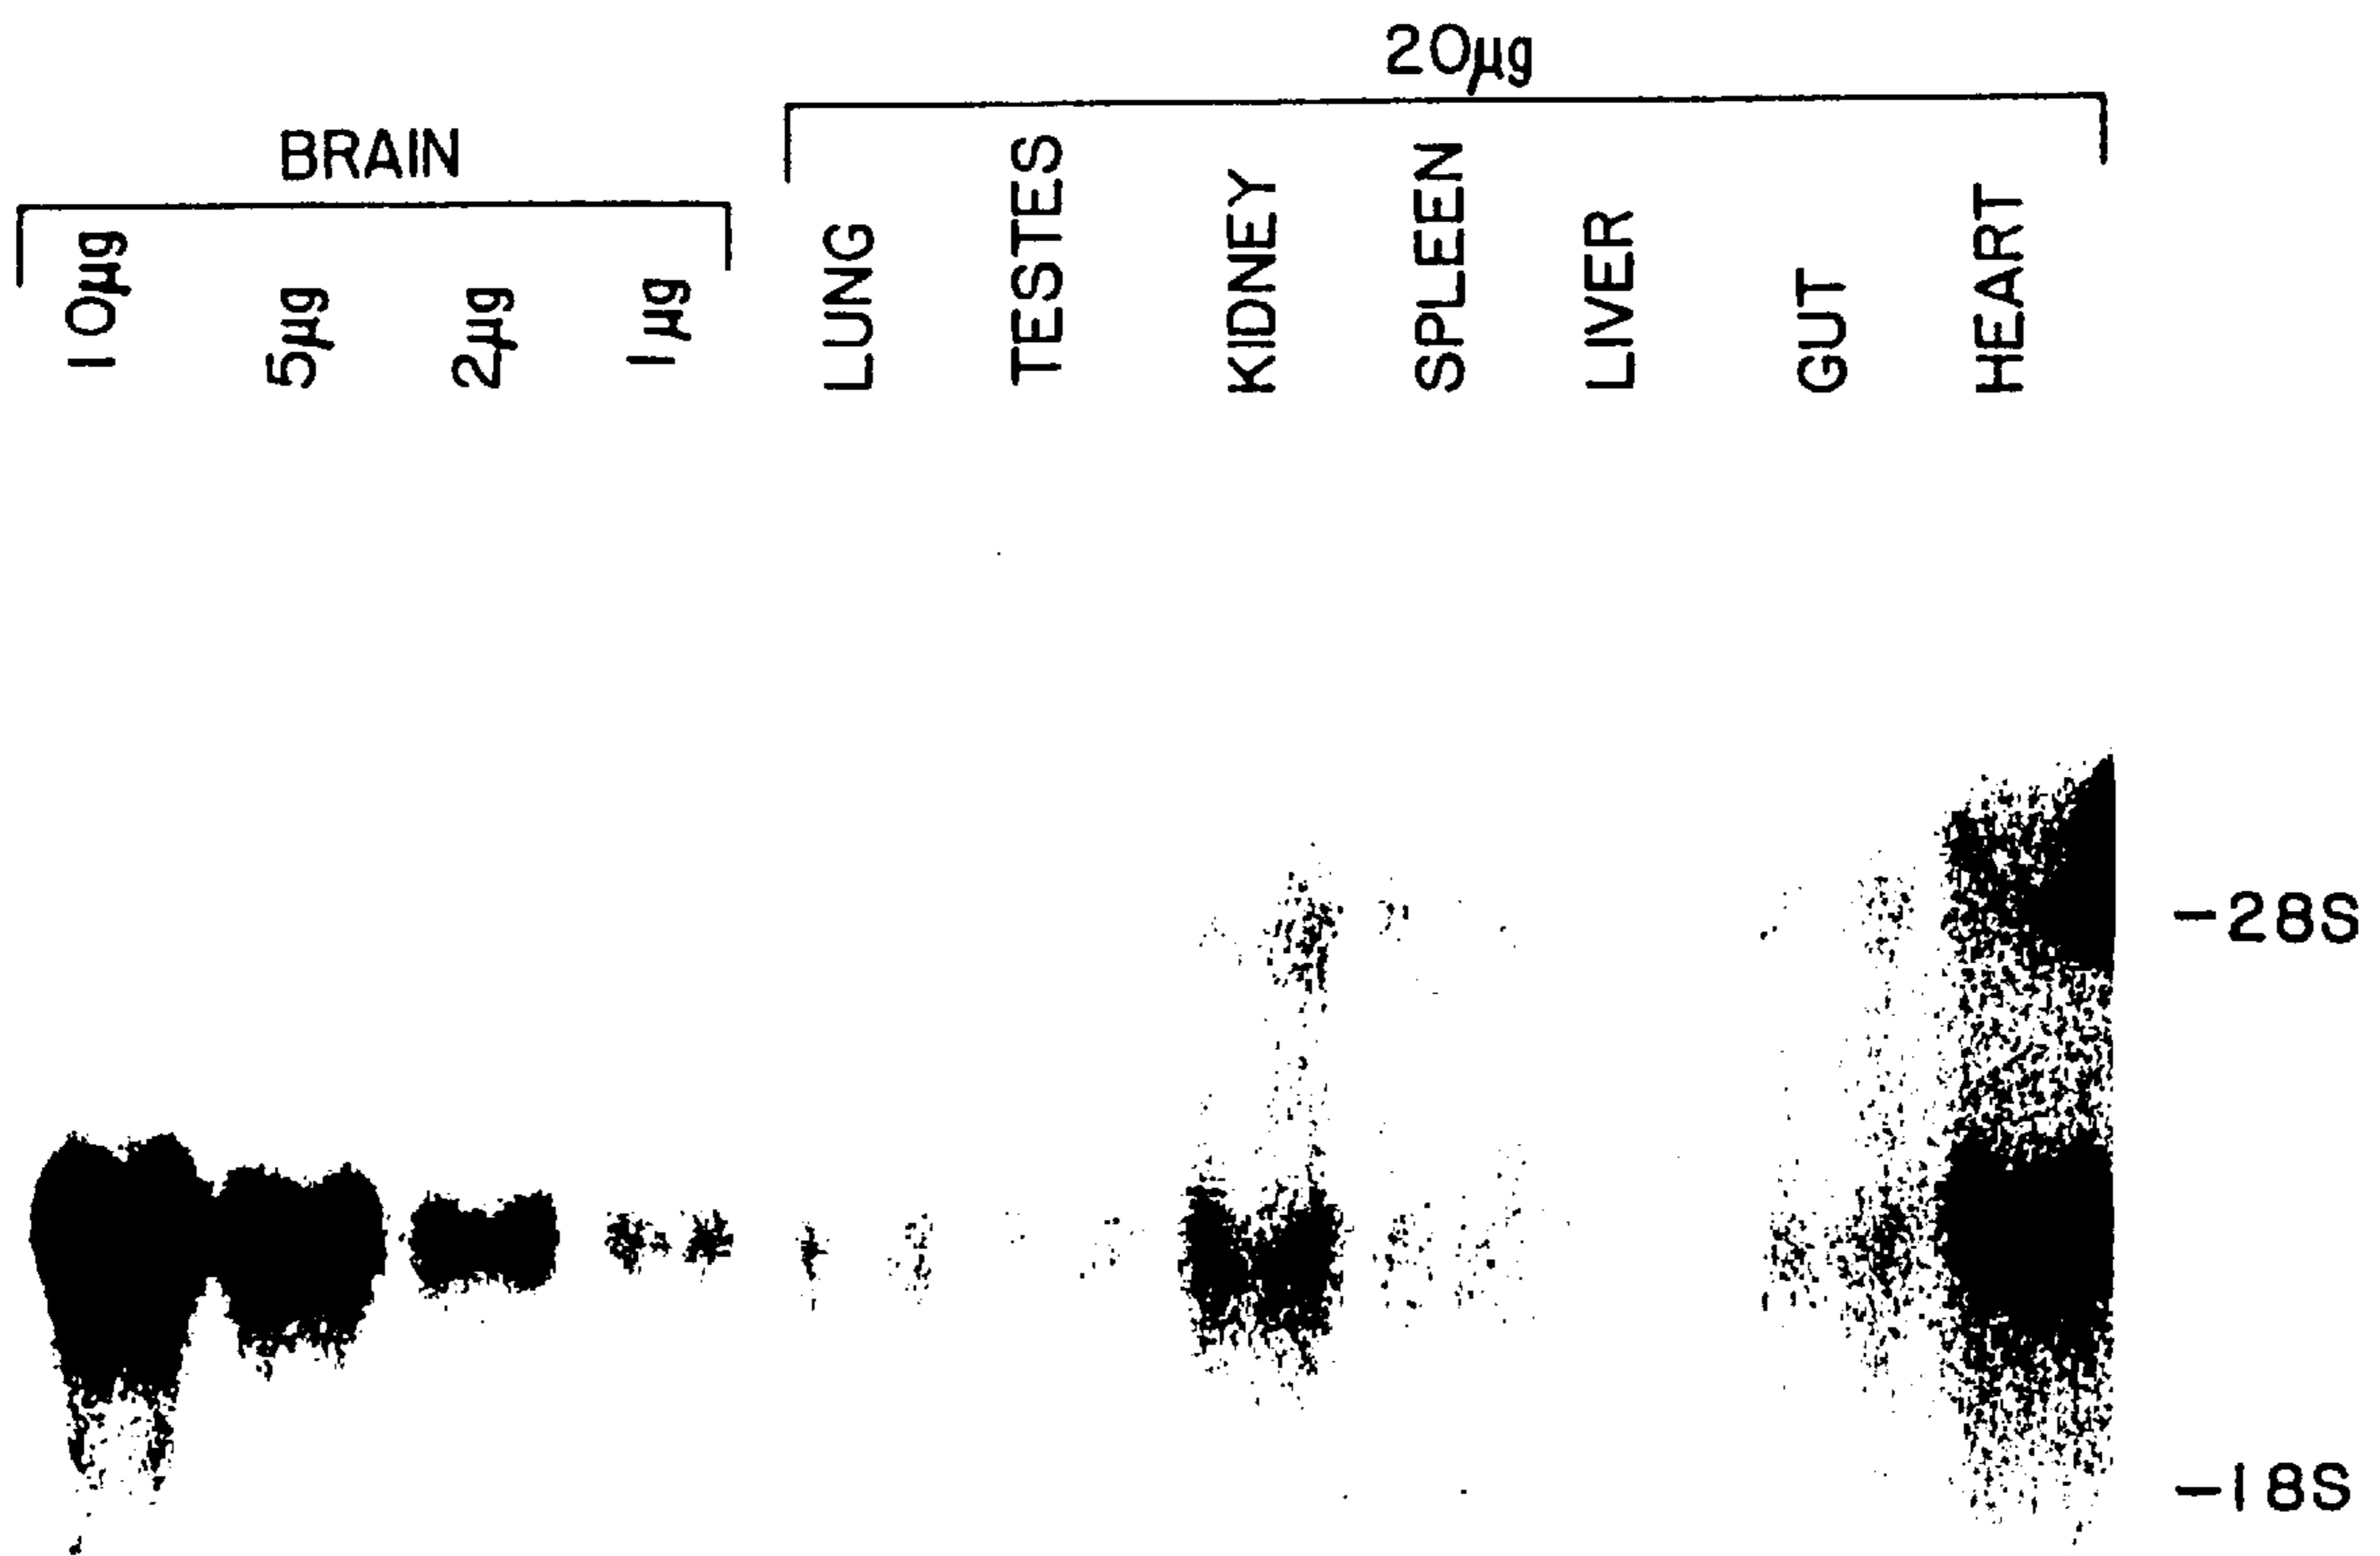 20µg
BRAIN
10µg
5µg
2µg
1µg
LUNG
TESTES
KIDNEY
SPLEEN
LIVER
GUT
HEART
-28S
-18S